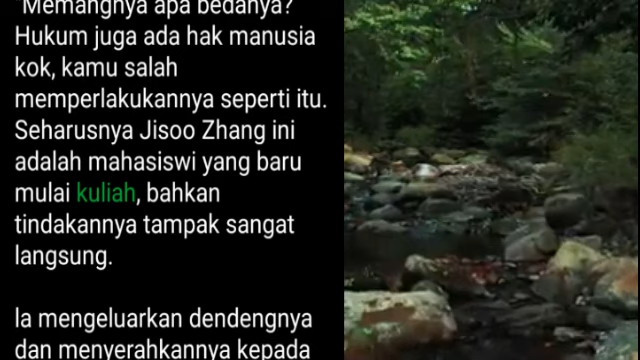 "Memangnya apa bedanya?
Hukum juga ada hak manusia
kok, kamu salah
memperlakukannya seperti itu.
Seharusnya Jisoo Zhang ini
adalah mahasiswi yang baru
mulai kuliah, bahkan
tindakannya tampak sangat
langsung.
Ia mengeluarkan dendengnya
dan menyerahkannya kepada